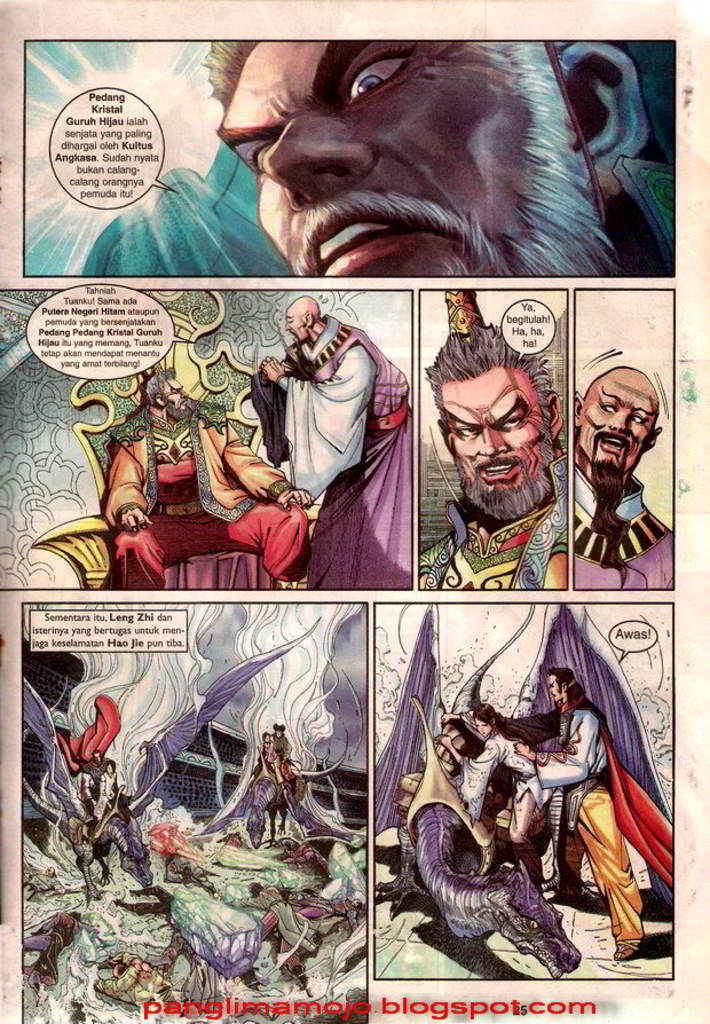 Pedang
Kristal
Guruh Hijau ialah
senjata yang paling
dihargai oleh Kultus
Angkasa. Sudah nyata
bukan calang-
calang orangnya
pemuda itu!
Tahniah
Tuanku! Sama ada
Putera Negeri Hitam ataupun
pemuda yang bersenjatakan
Pedang Pedang Kristal Guruh
Hijau itu yang memang, Tuanku
tetap akan mendapat menantu
yang amat terbilang!
Ya,
begitulah!
Ha, ha,
ha!
Sementara itu, Leng Zhi dan
isterinya yang bertugas untuk men-
jaga keselamatan Hao Jie pun tiba.
Awas!
panglimamojo.blogspot.com
25